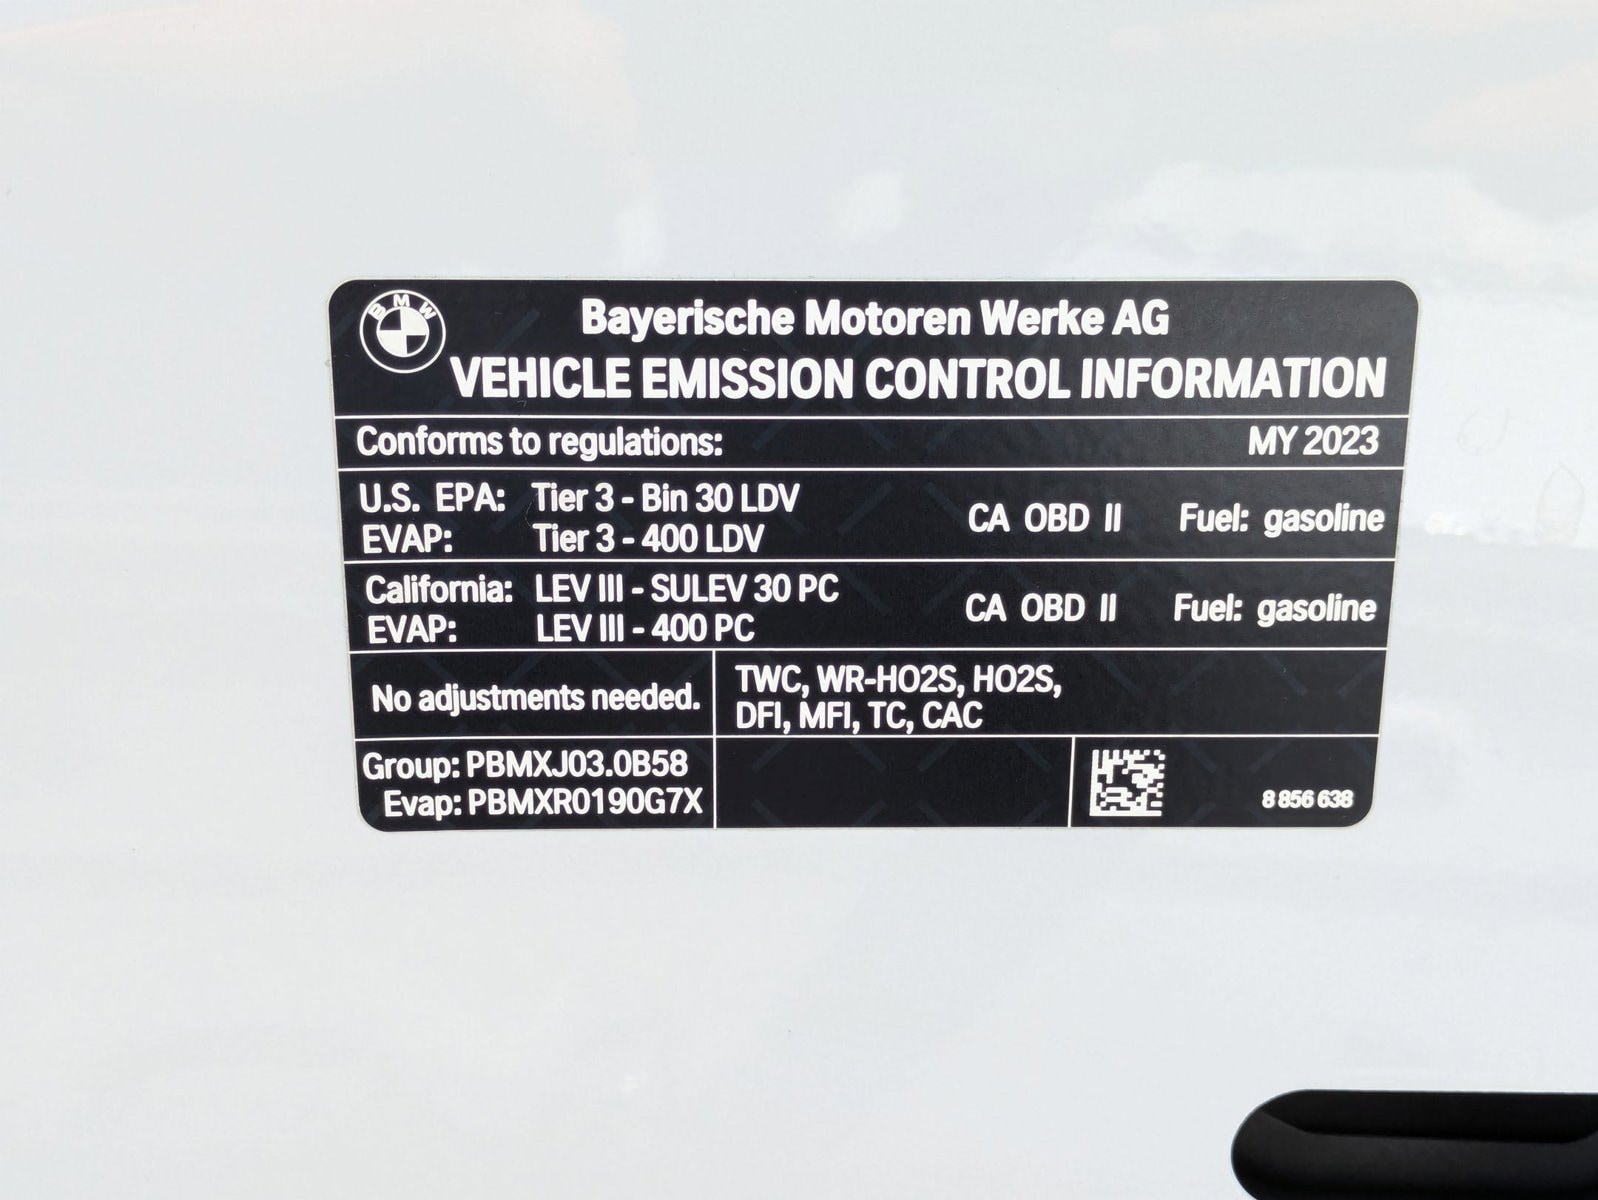 BMW
Bayerische Motoren Werke AG
VEHICLE EMISSION CONTROL INFORMATION
Conforms to regulations: MY 2023
U.S. EPA: Tier 3 - Bin 30 LDV
EVAP: Tier 3 - 400 LDV
CA OBD II Fuel: gasoline
California: LEV III - SULEV 30 PC
EVAP: LEV III - 400 PC
CA OBD II Fuel: gasoline
No adjustments needed.
TWC, WR-HO2S, HO2S,
DFI, MFI, TC, CAC
Group: PBMXJ03.0B58
Evap: PBMXR0190G7X
8 856 638